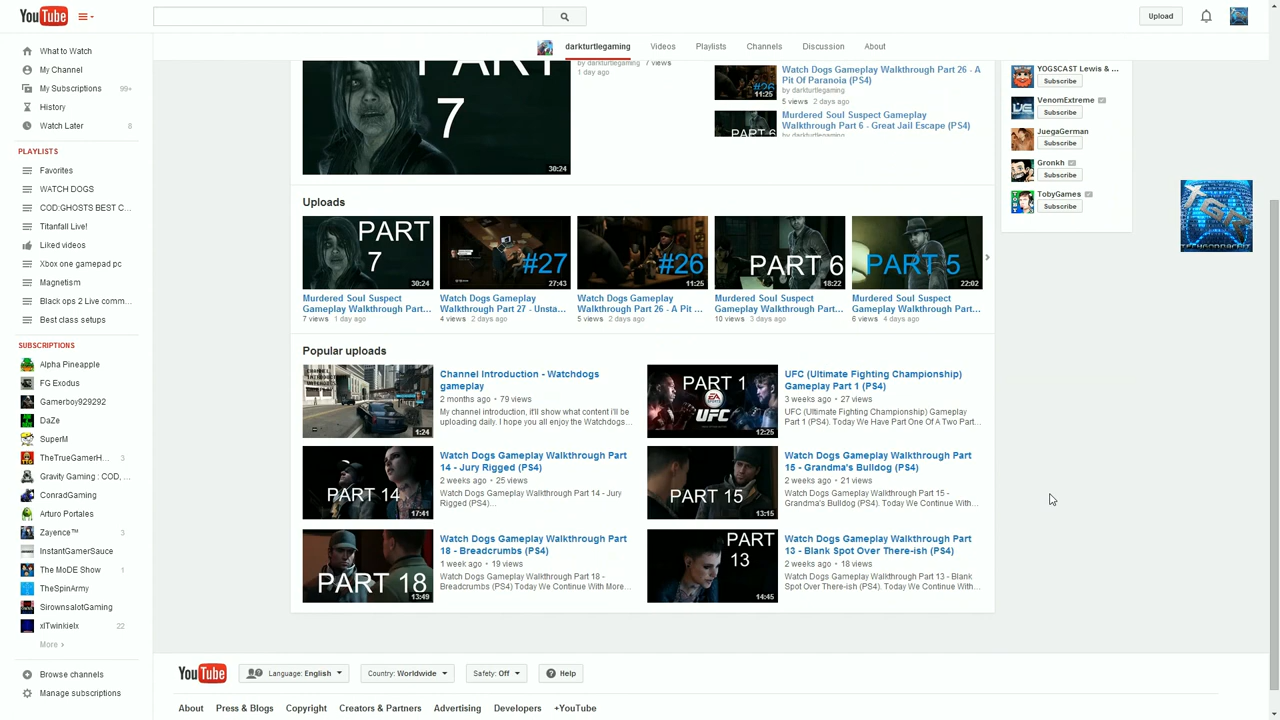 YouTube
Upload
darkturtlegaming
Videos
Playlists
Channels
Discussion
About
What to Watch
My Channel
My Subscriptions 99+
History
Watch Later 8
PLAYLISTS
Favorites
WATCH DOGS
COD:GHOSTS BEST C...
Titanfall Live!
Liked videos
Xbox one gamepad pc
Magnetism
Black ops 2 Live comm...
Best class setups
SUBSCRIPTIONS
Alpha Pineapple
FG Exodus
Gamerboy929292
DaZe
SuperM
TheTrueGamerH... 3
Gravity Gaming : COD, ...
ConradGaming
Arturo Portales
Zayence™ 3
InstantGamerSauce
The MoDE Show 1
TheSpinArmy
SirownsalotGaming
xITwinkieIx 22
More ›
Browse channels
Manage subscriptions
PART
7
30:24
by darkturtlegaming 7 views
1 day ago
#26
11:25
Watch Dogs Gameplay Walkthrough Part 26 - A
Pit Of Paranoia (PS4)
by darkturtlegaming
5 views 2 days ago
PART 6
Murdered Soul Suspect Gameplay
Walkthrough Part 6 - Great Jail Escape (PS4)
by darkturtlegaming
YOGSCAST Lewis & ...
Subscribe
VenomExtreme
Subscribe
JuegaGerman
Subscribe
Gronkh
Subscribe
TobyGames
Subscribe
TGR
Uploads
PART
7
30:24
Murdered Soul Suspect
Gameplay Walkthrough Part...
7 views 1 day ago
#27
27:43
Watch Dogs Gameplay
Walkthrough Part 27 - Unsta...
4 views 2 days ago
#26
11:25
Watch Dogs Gameplay
Walkthrough Part 26 - A Pit ...
5 views 2 days ago
PART 6
18:22
Murdered Soul Suspect
Gameplay Walkthrough Part...
10 views 3 days ago
PART 5
22:02
Murdered Soul Suspect
Gameplay Walkthrough Part...
6 views 4 days ago
Popular uploads
1:24
Channel Introduction - Watchdogs
gameplay
2 months ago • 79 views
My channel introduction, it'll show what content i'll be
uploading daily. I hope you all enjoy the Watchdogs...
PART 1
EA SPORTS
UFC
12:25
UFC (Ultimate Fighting Championship)
Gameplay Part 1 (PS4)
3 weeks ago • 27 views
UFC (Ultimate Fighting Championship) Gameplay
Part 1 (PS4). Today We Have Part One Of A Two Part...
PART 14
17:41
Watch Dogs Gameplay Walkthrough Part
14 - Jury Rigged (PS4)
2 weeks ago • 25 views
Watch Dogs Gameplay Walkthrough Part 14 - Jury
Rigged (PS4)...
PART 15
13:15
Watch Dogs Gameplay Walkthrough Part
15 - Grandma's Bulldog (PS4)
2 weeks ago • 21 views
Watch Dogs Gameplay Walkthrough Part 15 -
Grandma's Bulldog (PS4). Today We Continue With...
PART 18
13:49
Watch Dogs Gameplay Walkthrough Part
18 - Breadcrumbs (PS4)
1 week ago • 19 views
Watch Dogs Gameplay Walkthrough Part 18 -
Breadcrumbs (PS4) Today We Continue With More...
PART
13
14:45
Watch Dogs Gameplay Walkthrough Part
13 - Blank Spot Over There-ish (PS4)
2 weeks ago • 18 views
Watch Dogs Gameplay Walkthrough Part 13 - Blank
Spot Over There-ish (PS4). Today We Continue With...
YouTube
Language: English
Country: Worldwide
Safety: Off
Help
About
Press & Blogs
Copyright
Creators & Partners
Advertising
Developers
+YouTube